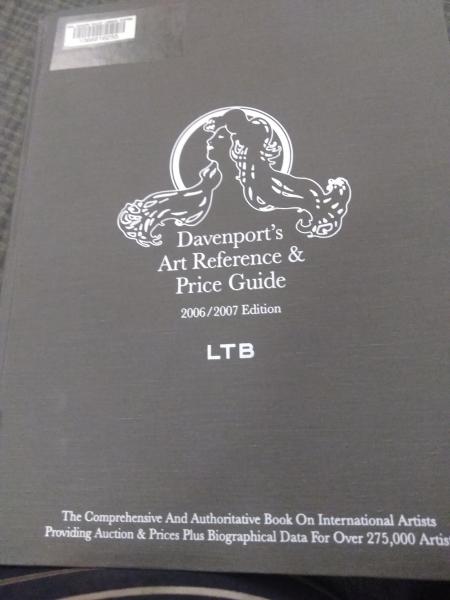 Davenport's
Art Reference &
Price Guide
2006/2007 Edition
LTB
The Comprehensive And Authoritative Book On International Artists
Providing Auction & Prices Plus Biographical Data For Over 275,000 Artist